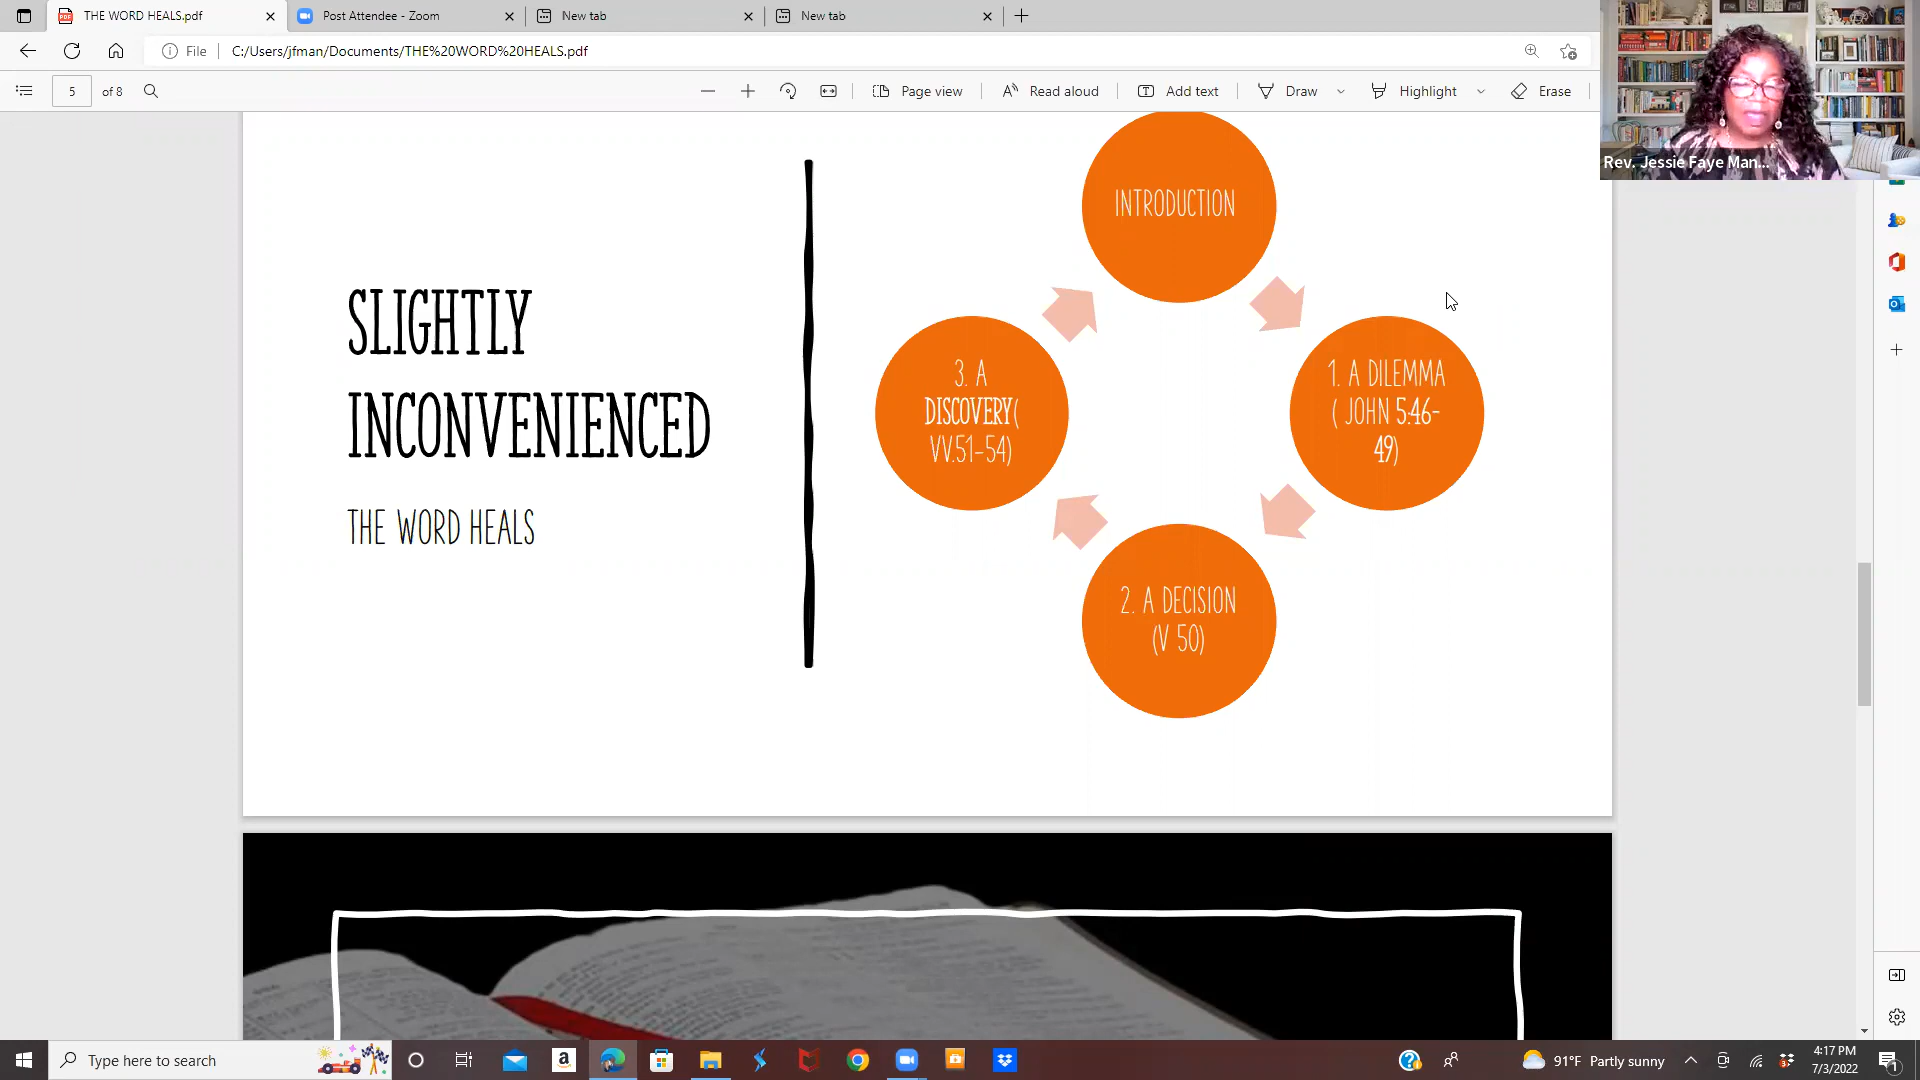 THE WORD HEALS.pdf
Post Attendee - Zoom
New tab
New tab
File
C:/Users/jfman/Documents/THE%20WORD%20HEALS.pdf
5
of 8
Page view
Read aloud
Add text
Draw
Highlight
Erase
Rev. Jessie Faye Man...
SLIGHTLY
INCONVENIENCED
THE WORD HEALS
INTRODUCTION
1. A DILEMMA
( JOHN 5:46-
49)
2. A DECISION
(V 50)
3. A
DISCOVERY(
VV.51-54)
Type here to search
91°F Partly sunny
4:17 PM
7/3/2022
1